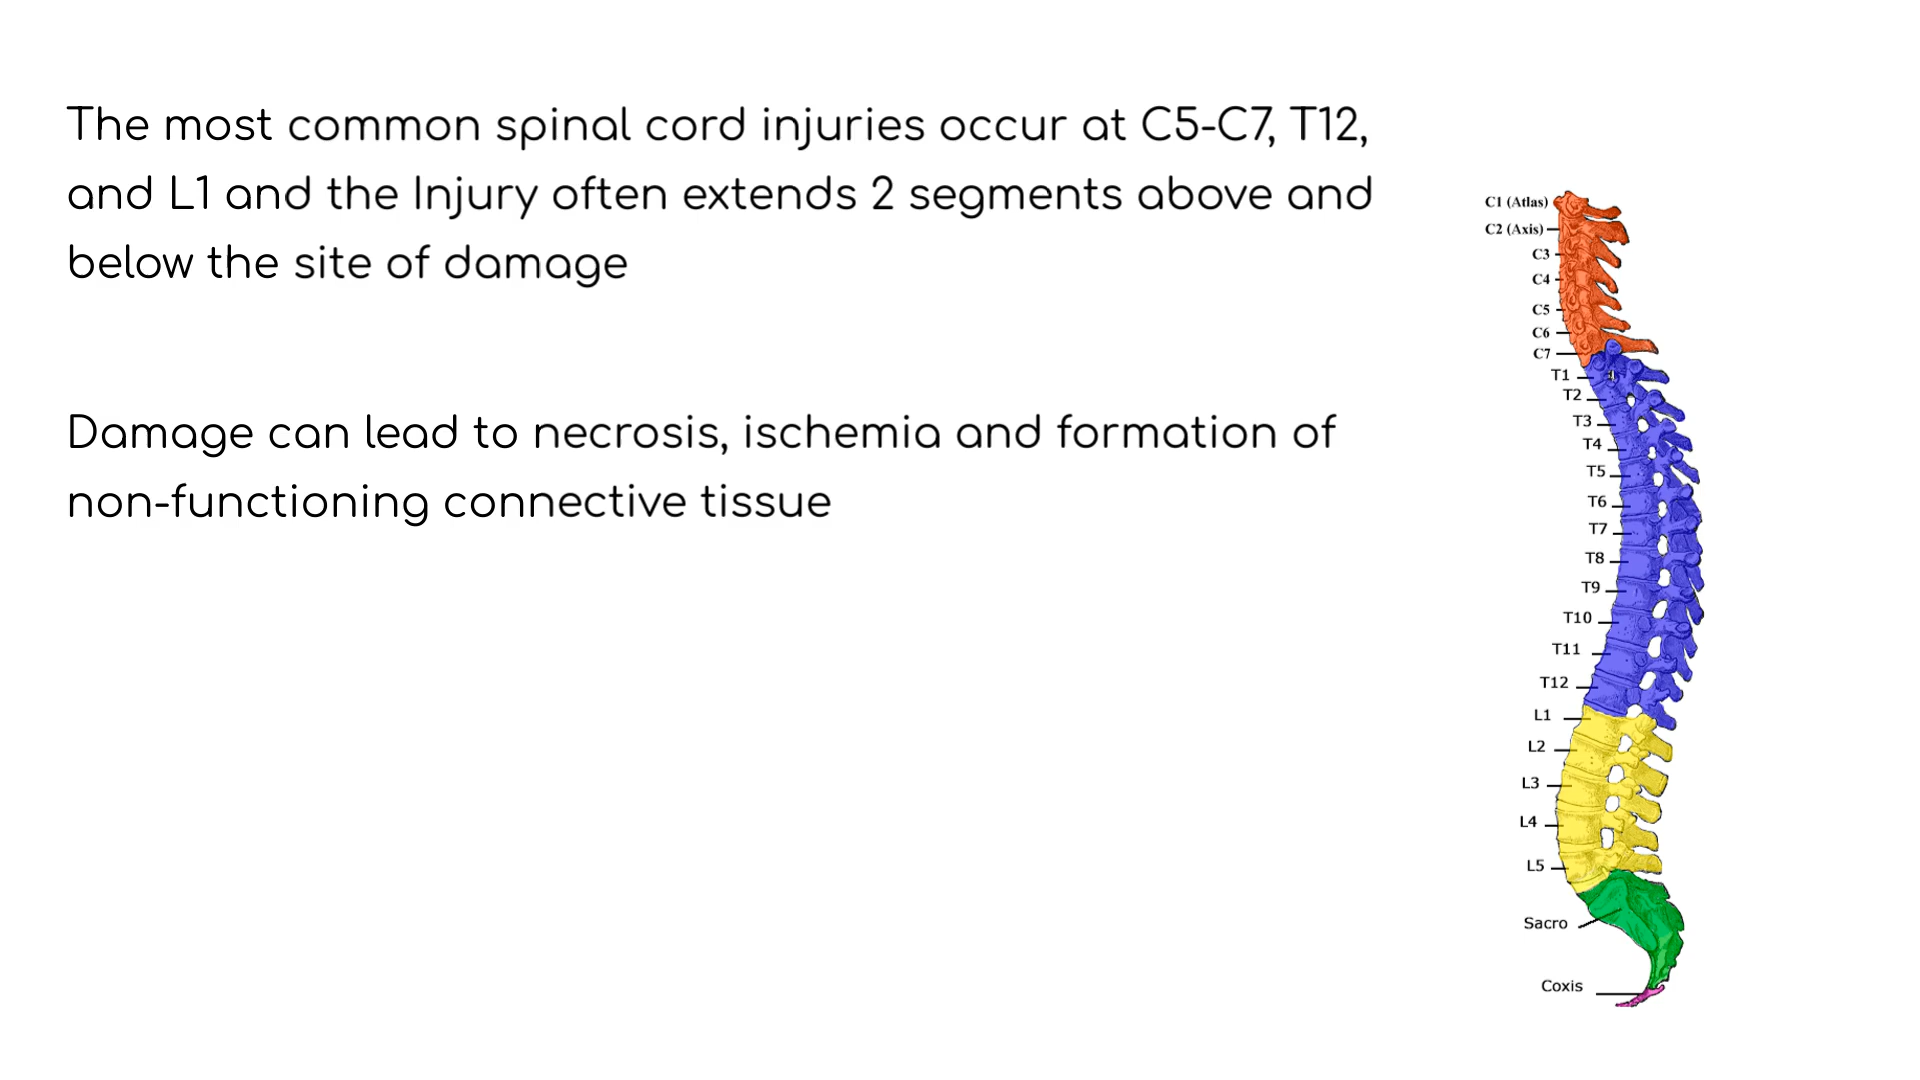 The most common spinal cord injuries occur at C5-C7, T12,
and L1 and the Injury often extends 2 segments above and
below the site of damage
Damage can lead to necrosis, ischemia and formation of
non-functioning connective tissue
C1 (Atlas)
C2 (Axis)
C3
C4
C5
C6
C7
T1
T2
T3
T4
T5
T6
T7
T8
T9
T10
T11
T12
L1
L2
L3
L4
L5
Sacro
Coxis